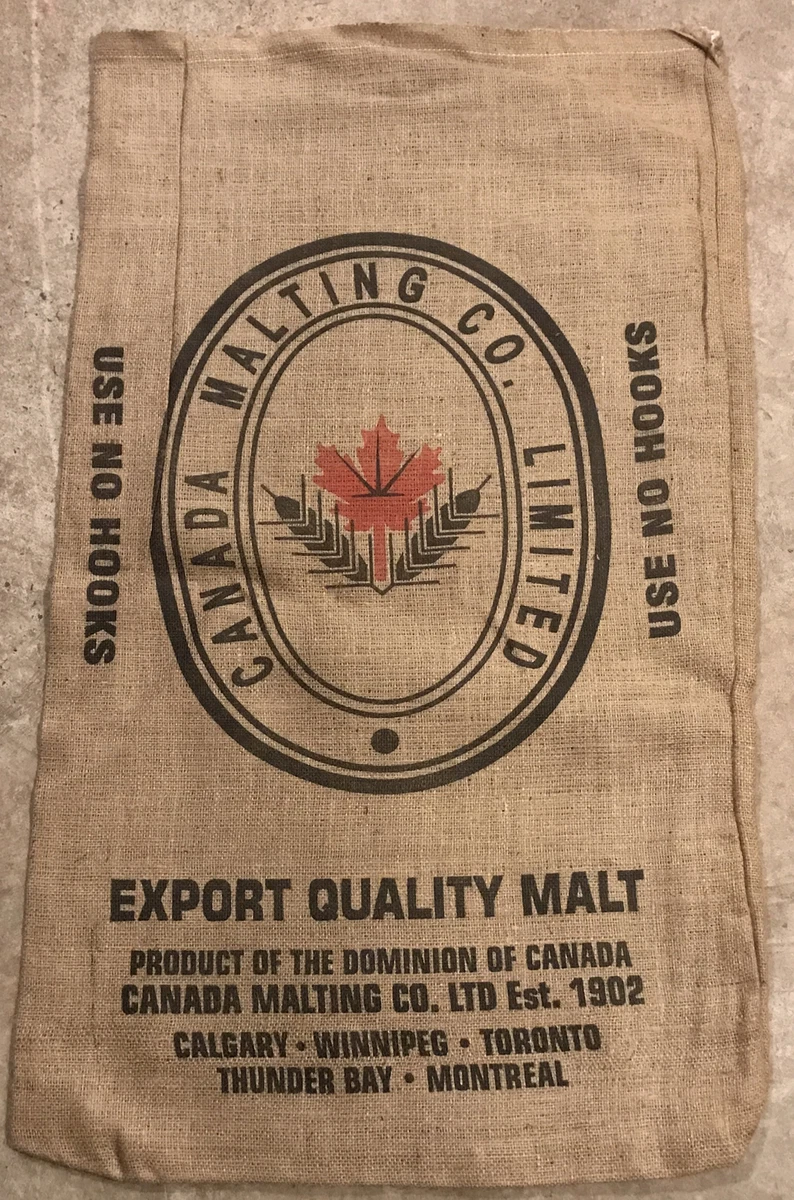 CANADA MALTING CO. LIMITED
USE NO HOOKS
USE NO HOOKS
EXPORT QUALITY MALT
PRODUCT OF THE DOMINION OF CANADA
CANADA MALTING CO. LTD Est. 1902
CALGARY • WINNIPEG • TORONTO
THUNDER BAY • MONTREAL